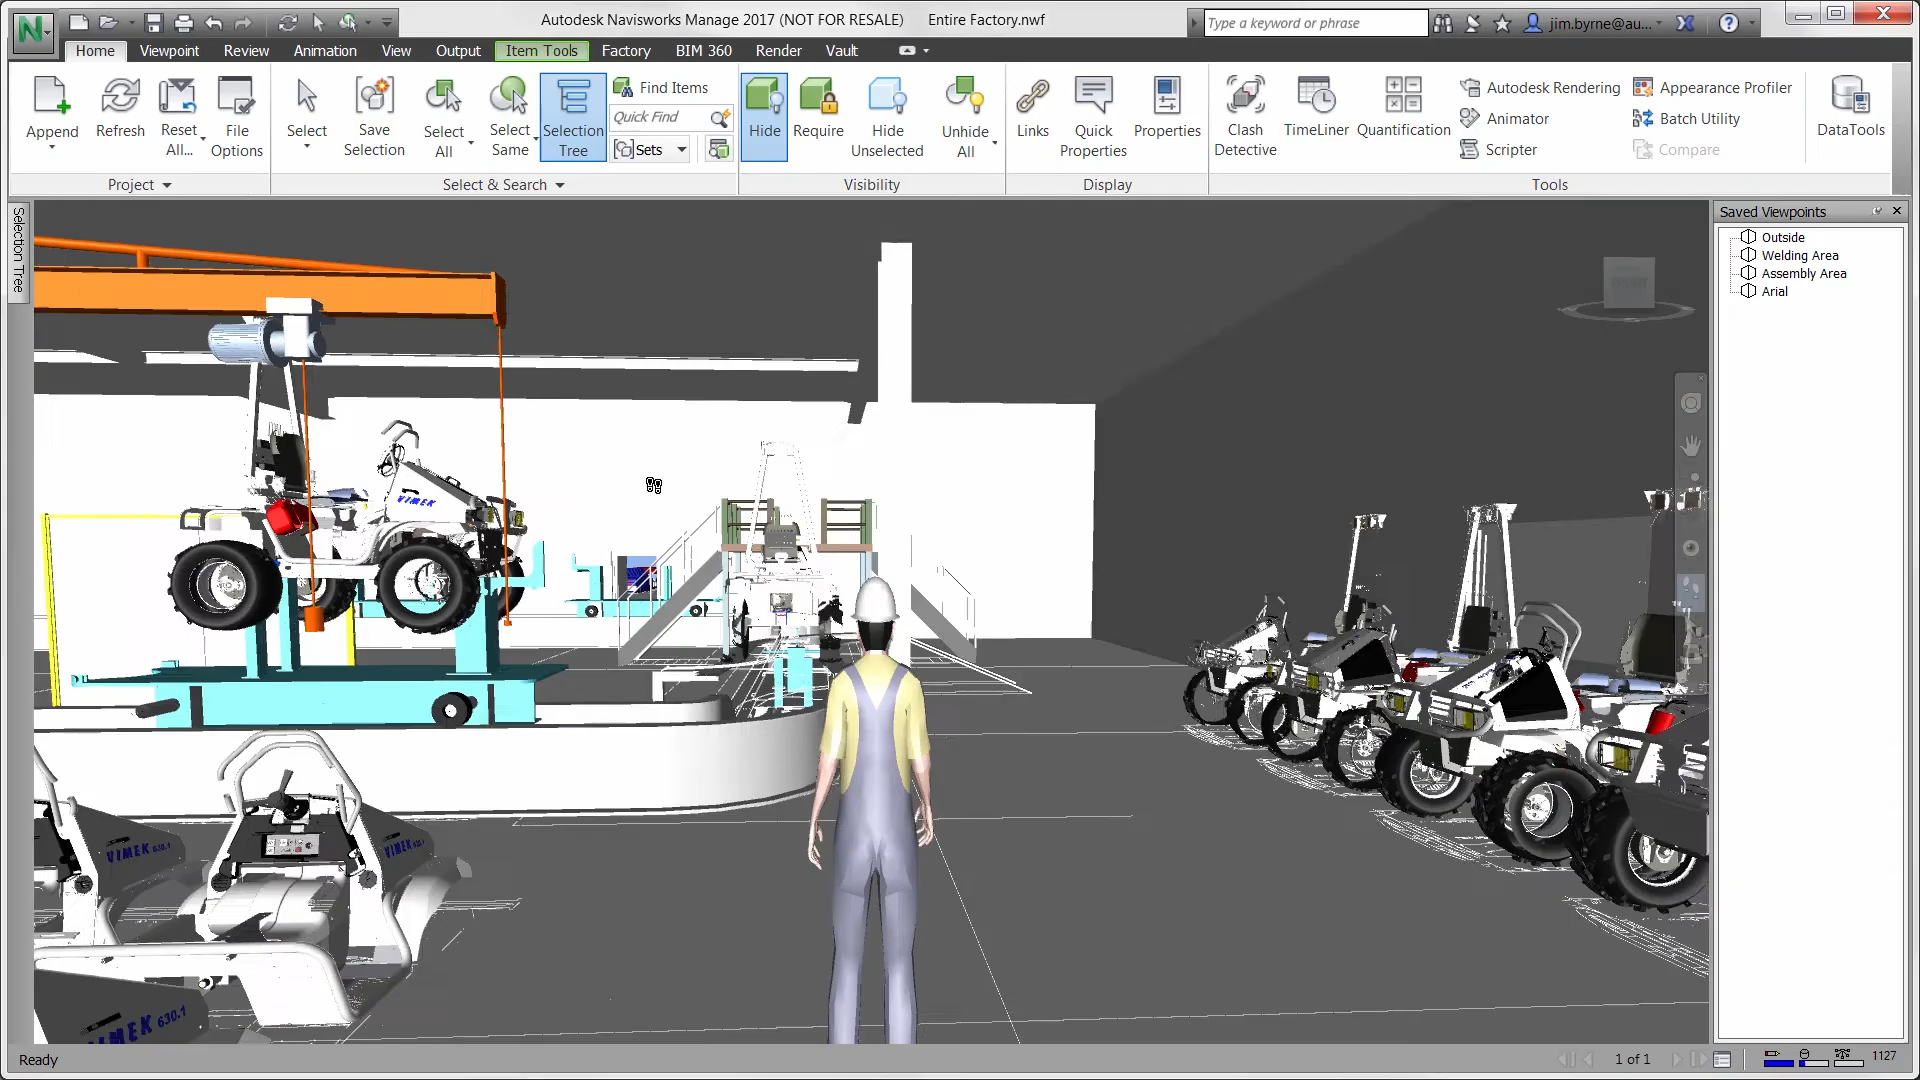 Autodesk Navisworks Manage 2017 (NOT FOR RESALE) Entire Factory.nwf
Type a keyword or phrase
jim.byrne@au...
Home Viewpoint Review Animation View Output Item Tools Factory BIM 360 Render Vault
Append
Refresh
Reset All...
File Options
Project
Select
Save Selection
Select All
Select Same
Selection Tree
Find Items
Quick Find
Sets
Select & Search
Hide
Require
Hide Unselected
Unhide All
Visibility
Links
Quick Properties
Properties
Display
Clash Detective
TimeLiner
Quantification
Autodesk Rendering
Animator
Scripter
Appearance Profiler
Batch Utility
Compare
DataTools
Tools
Selection Tree
Saved Viewpoints
Outside
Welding Area
Assembly Area
Arial
VIMEK
VIMEK 630.1
VIMEK
VIMEK 630.1
Ready
1 of 1
1127